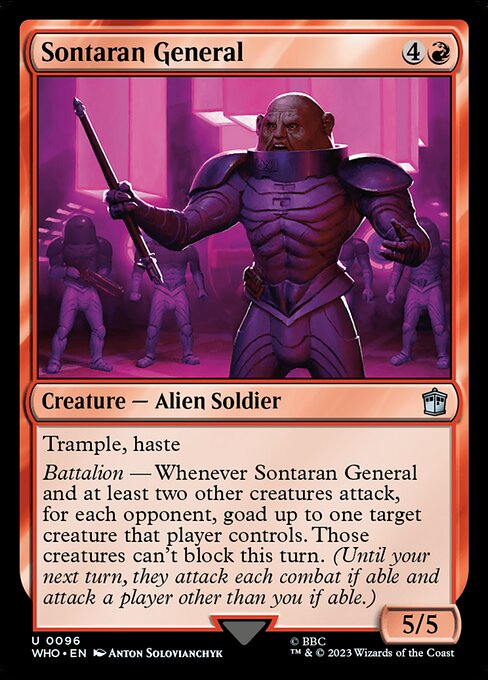 Sontaran General 4
Creature — Alien Soldier
Trample, haste
Battalion — Whenever Sontaran General
and at least two other creatures attack,
for each opponent, goad up to one target
creature that player controls. Those
creatures can't block this turn. (Until your
next turn, they attack each combat if able and
attack a player other than you if able.)
5/5
U 0096
WHO • EN Anton Solovianchyk
© BBC
™ & © 2023 Wizards of the Coast